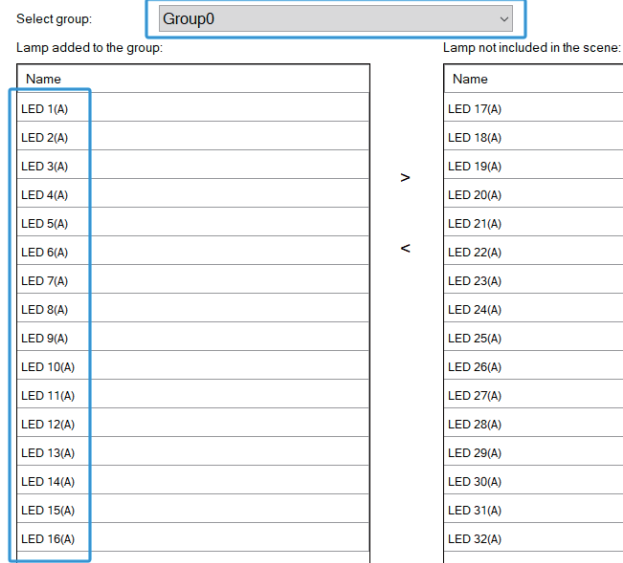 Select group: Group0
Lamp added to the group:
Name
LED 1(A)
LED 2(A)
LED 3(A)
LED 4(A)
LED 5(A)
LED 6(A)
LED 7(A)
LED 8(A)
LED 9(A)
LED 10(A)
LED 11(A)
LED 12(A)
LED 13(A)
LED 14(A)
LED 15(A)
LED 16(A)
>
<
Lamp not included in the scene:
Name
LED 17(A)
LED 18(A)
LED 19(A)
LED 20(A)
LED 21(A)
LED 22(A)
LED 23(A)
LED 24(A)
LED 25(A)
LED 26(A)
LED 27(A)
LED 28(A)
LED 29(A)
LED 30(A)
LED 31(A)
LED 32(A)